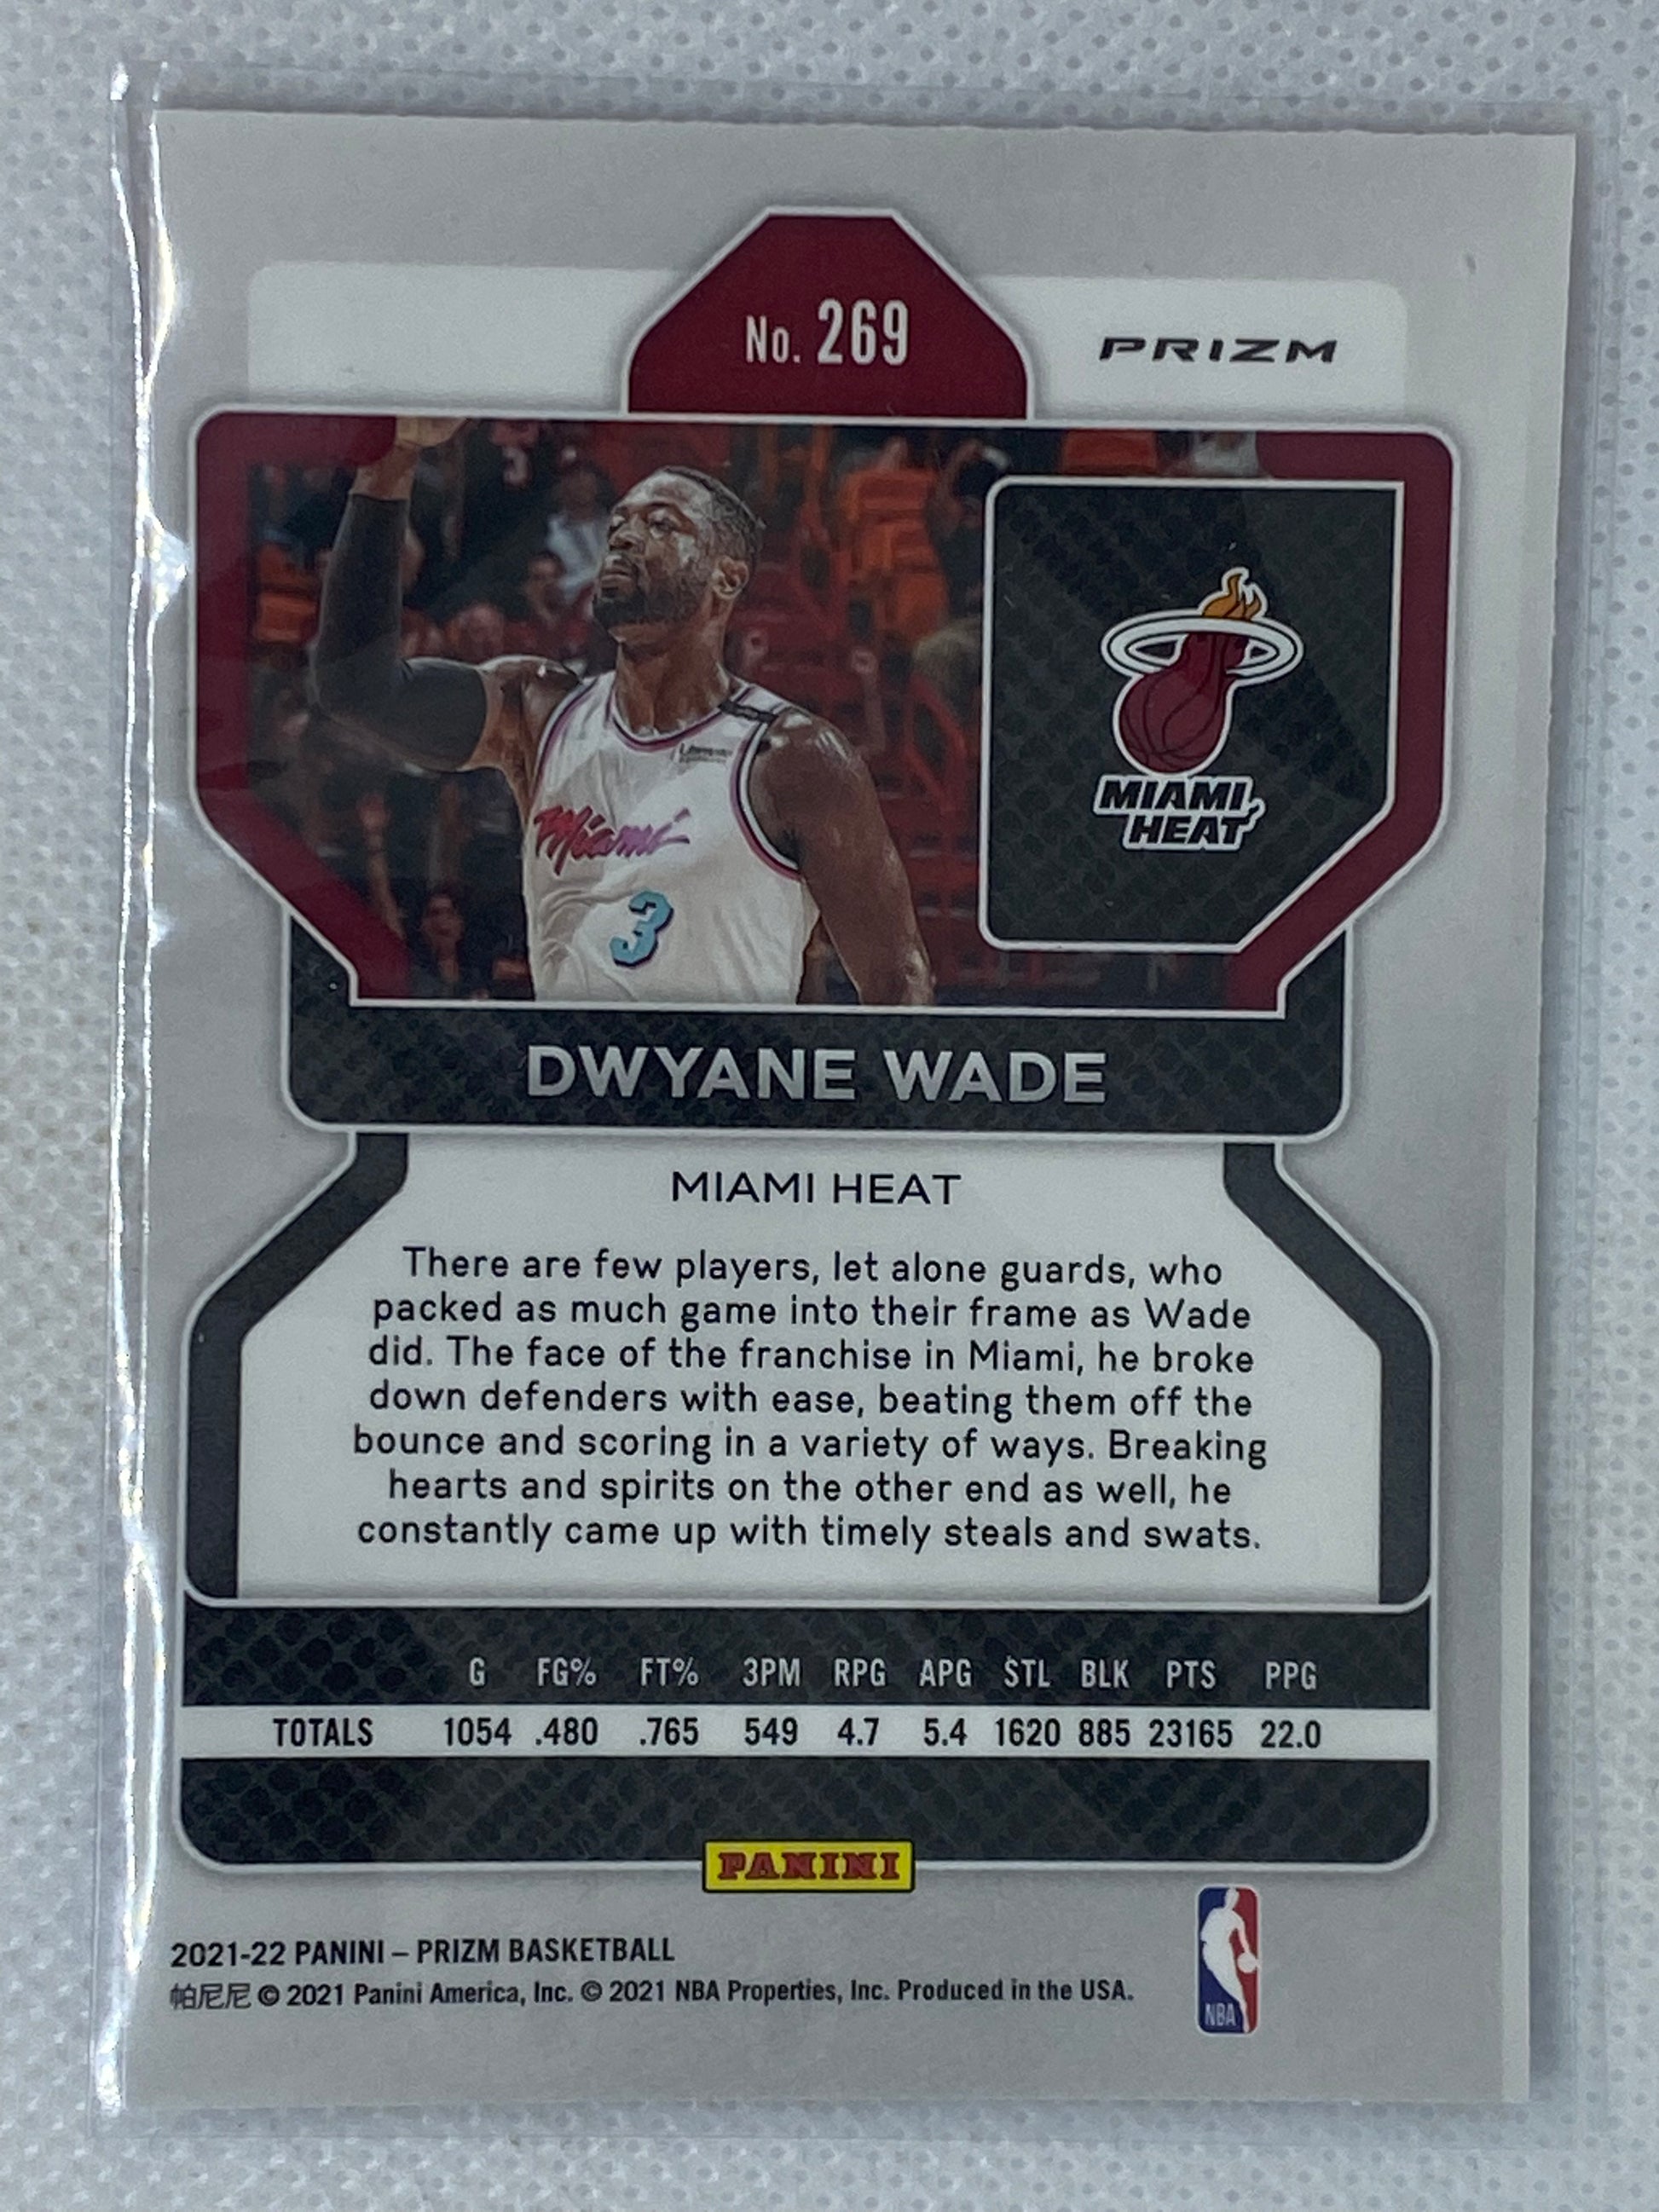 No. 269
PRIZM
Miami
3
MIAMI
HEAT
DWYANE WADE
MIAMI HEAT
There are few players, let alone guards, who
packed as much game into their frame as Wade
did. The face of the franchise in Miami, he broke
down defenders with ease, beating them off the
bounce and scoring in a variety of ways. Breaking
hearts and spirits on the other end as well, he
constantly came up with timely steals and swats.
G FG% FT% 3PM RPG APG STL BLK PTS PPG
TOTALS 1054 .480 .765 549 4.7 5.4 1620 885 23165 22.0
PANINI
2021-22 PANINI – PRIZM BASKETBALL
帕尼尼 © 2021 Panini America, Inc. © 2021 NBA Properties, Inc. Produced in the USA.
NBA